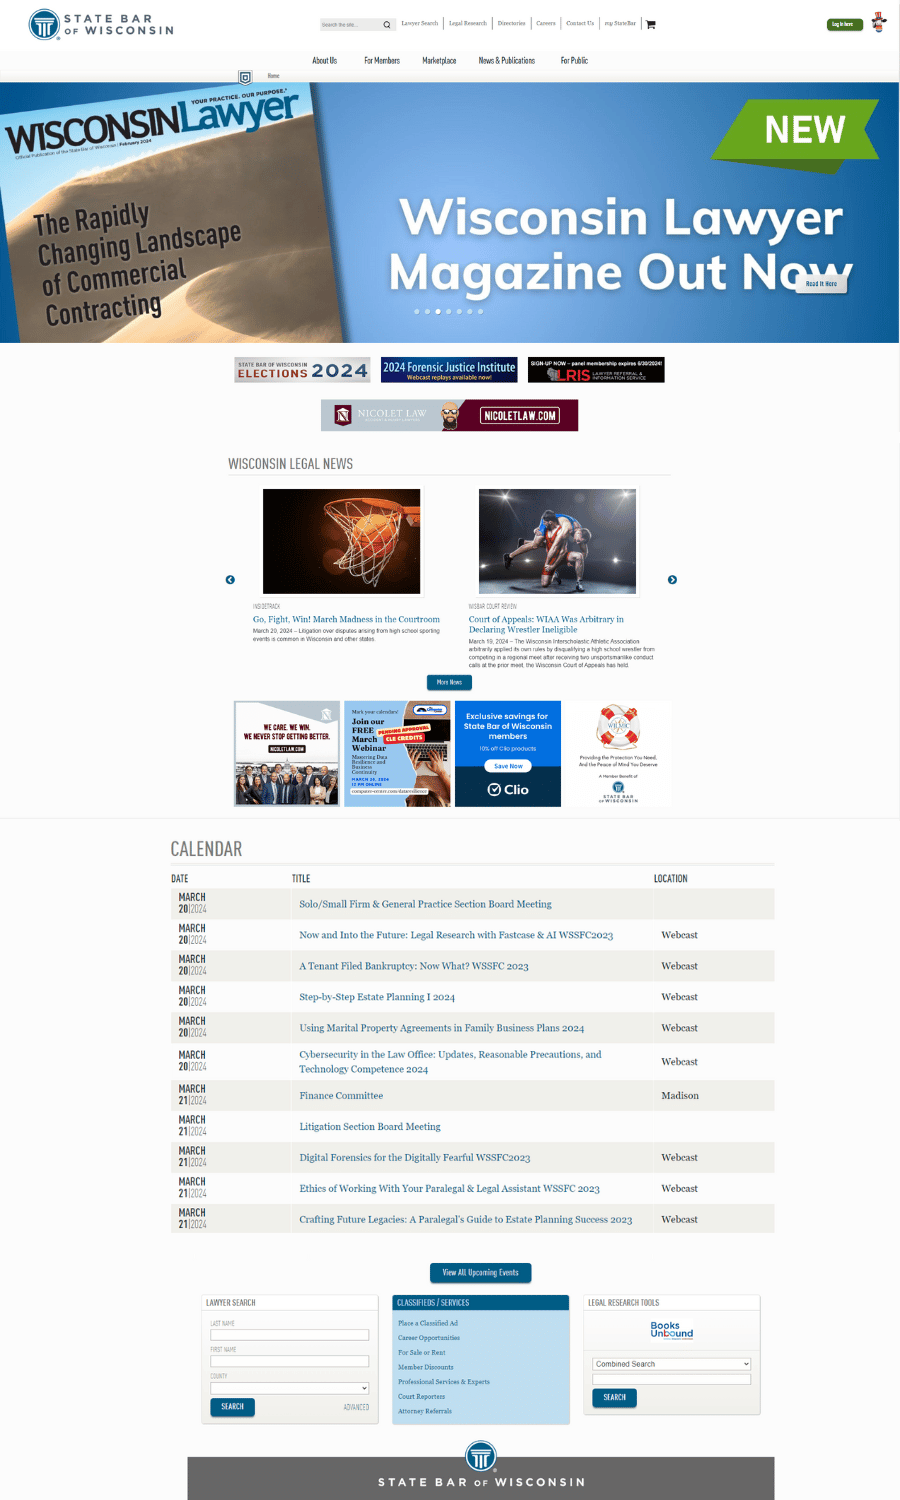 STATE BAR
OF WISCONSIN
Search the site...
Lawyer Search
Legal Research
Directories
Careers
Contact Us
my StateBar
Log in here
About Us
For Members
Marketplace
News & Publications
For Public
Home
YOUR PRACTICE. OUR PURPOSE.®
WISCONSIN Lawyer
Official Publication of the State Bar of Wisconsin | February 2024
The Rapidly
Changing Landscape
of Commercial
Contracting
NEW
Wisconsin Lawyer
Magazine Out Now
Read It Here
STATE BAR OF WISCONSIN
ELECTIONS 2024
2024 Forensic Justice Institute
Webcast replays available now!
SIGN-UP NOW – panel membership expires 6/30/2024!
LRIS LAWYER REFERRAL &
INFORMATION SERVICE
NICOLET LAW
NICOLETLAW.COM
WISCONSIN LEGAL NEWS
INSIDETRACK
Go, Fight, Win! March Madness in the Courtroom
March 20, 2024 – Litigation over disputes arising from high school sporting
events is common in Wisconsin and other states.
WISBAR COURT REVIEW
Court of Appeals: WIAA Was Arbitrary in
Declaring Wrestler Ineligible
March 19, 2024 – The Wisconsin Interscholastic Athletic Association
arbitrarily applied its own rules by disqualifying a high school wrestler from
competing in a regional meet after receiving two unsportsmanlike conduct
calls at the prior meet, the Wisconsin Court of Appeals has held.
More News
WE CARE. WE WIN.
WE NEVER STOP GETTING BETTER.
NICOLETLAW.COM
Mark your calendars!
Join our
FREE
March
Webinar
PENDING APPROVAL
CLE CREDITS
Mastering Data
Resilience and
Business
Continuity
MARCH 26, 2024
12 PM ONLINE
computer-center.com/dataresilience
Exclusive savings for
State Bar of Wisconsin
members
10% off Clio products
Save Now
Clio
WILMIC
Providing the Protection You Need,
And the Peace of Mind You Deserve
A Member Benefit of
STATE BAR
OF WISCONSIN
CALENDAR
DATE TITLE LOCATION
MARCH
20|2024 Solo/Small Firm & General Practice Section Board Meeting
MARCH
20|2024 Now and Into the Future: Legal Research with Fastcase & AI WSSFC2023 Webcast
MARCH
20|2024 A Tenant Filed Bankruptcy: Now What? WSSFC 2023 Webcast
MARCH
20|2024 Step-by-Step Estate Planning I 2024 Webcast
MARCH
20|2024 Using Marital Property Agreements in Family Business Plans 2024 Webcast
MARCH
20|2024 Cybersecurity in the Law Office: Updates, Reasonable Precautions, and
Technology Competence 2024 Webcast
MARCH
21|2024 Finance Committee Madison
MARCH
21|2024 Litigation Section Board Meeting
MARCH
21|2024 Digital Forensics for the Digitally Fearful WSSFC2023 Webcast
MARCH
21|2024 Ethics of Working With Your Paralegal & Legal Assistant WSSFC 2023 Webcast
MARCH
21|2024 Crafting Future Legacies: A Paralegal's Guide to Estate Planning Success 2023 Webcast
View All Upcoming Events
LAWYER SEARCH
LAST NAME
FIRST NAME
COUNTY
SEARCH
ADVANCED
CLASSIFIEDS / SERVICES
Place a Classified Ad
Career Opportunities
For Sale or Rent
Member Discounts
Professional Services & Experts
Court Reporters
Attorney Referrals
LEGAL RESEARCH TOOLS
Books
Unbound
Combined Search
SEARCH
STATE BAR OF WISCONSIN